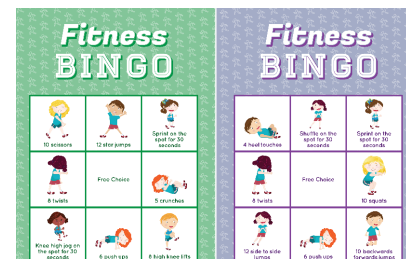 Fitness
BINGO
10 scissors
12 star jumps
Sprint on the
spot for 30
seconds
8 twists
Free Choice
5 crunches
Knee high jog on
the spot for 30
seconds
6 push ups
8 high knee lifts
Fitness
BINGO
4 heel touches
Shuffle on the
spot for 30
seconds
Sprint on the
spot for 30
seconds
8 twists
Free Choice
10 squats
12 side to side
jumps
6 push ups
10 backwards
forwards jumps